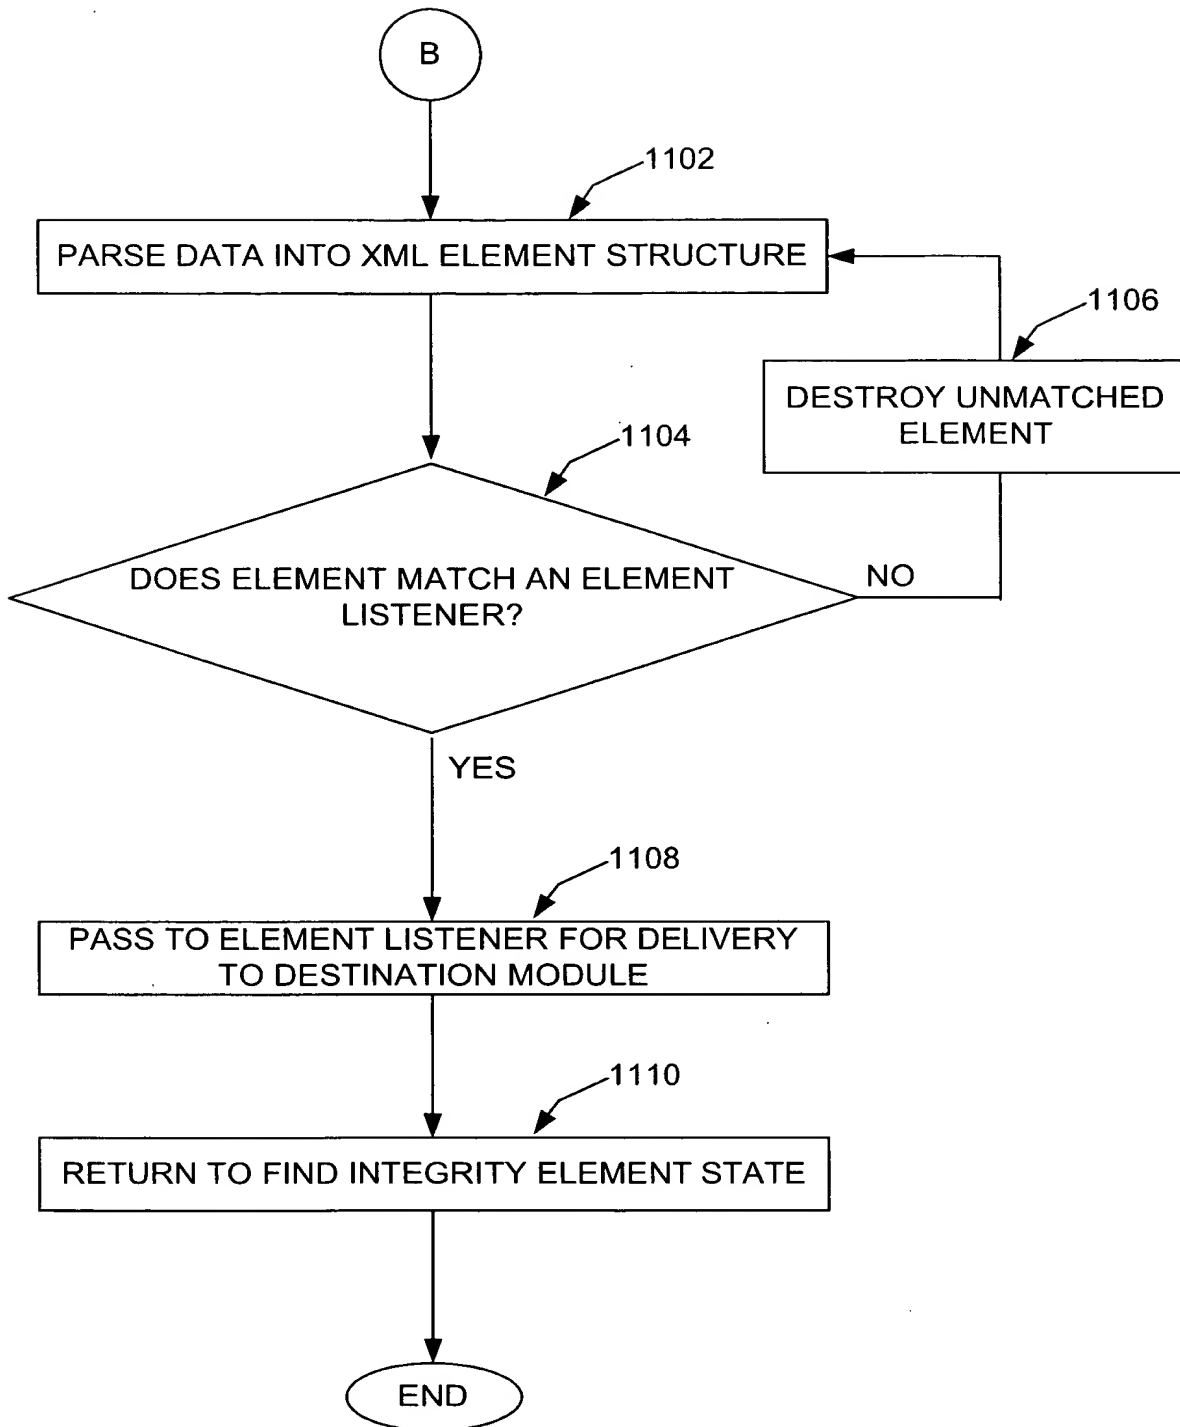 B
1102
PARSE DATA INTO XML ELEMENT STRUCTURE
1106
DESTROY UNMATCHED
ELEMENT
1104
DOES ELEMENT MATCH AN ELEMENT
LISTENER?
NO
YES
1108
PASS TO ELEMENT LISTENER FOR DELIVERY
TO DESTINATION MODULE
1110
RETURN TO FIND INTEGRITY ELEMENT STATE
END